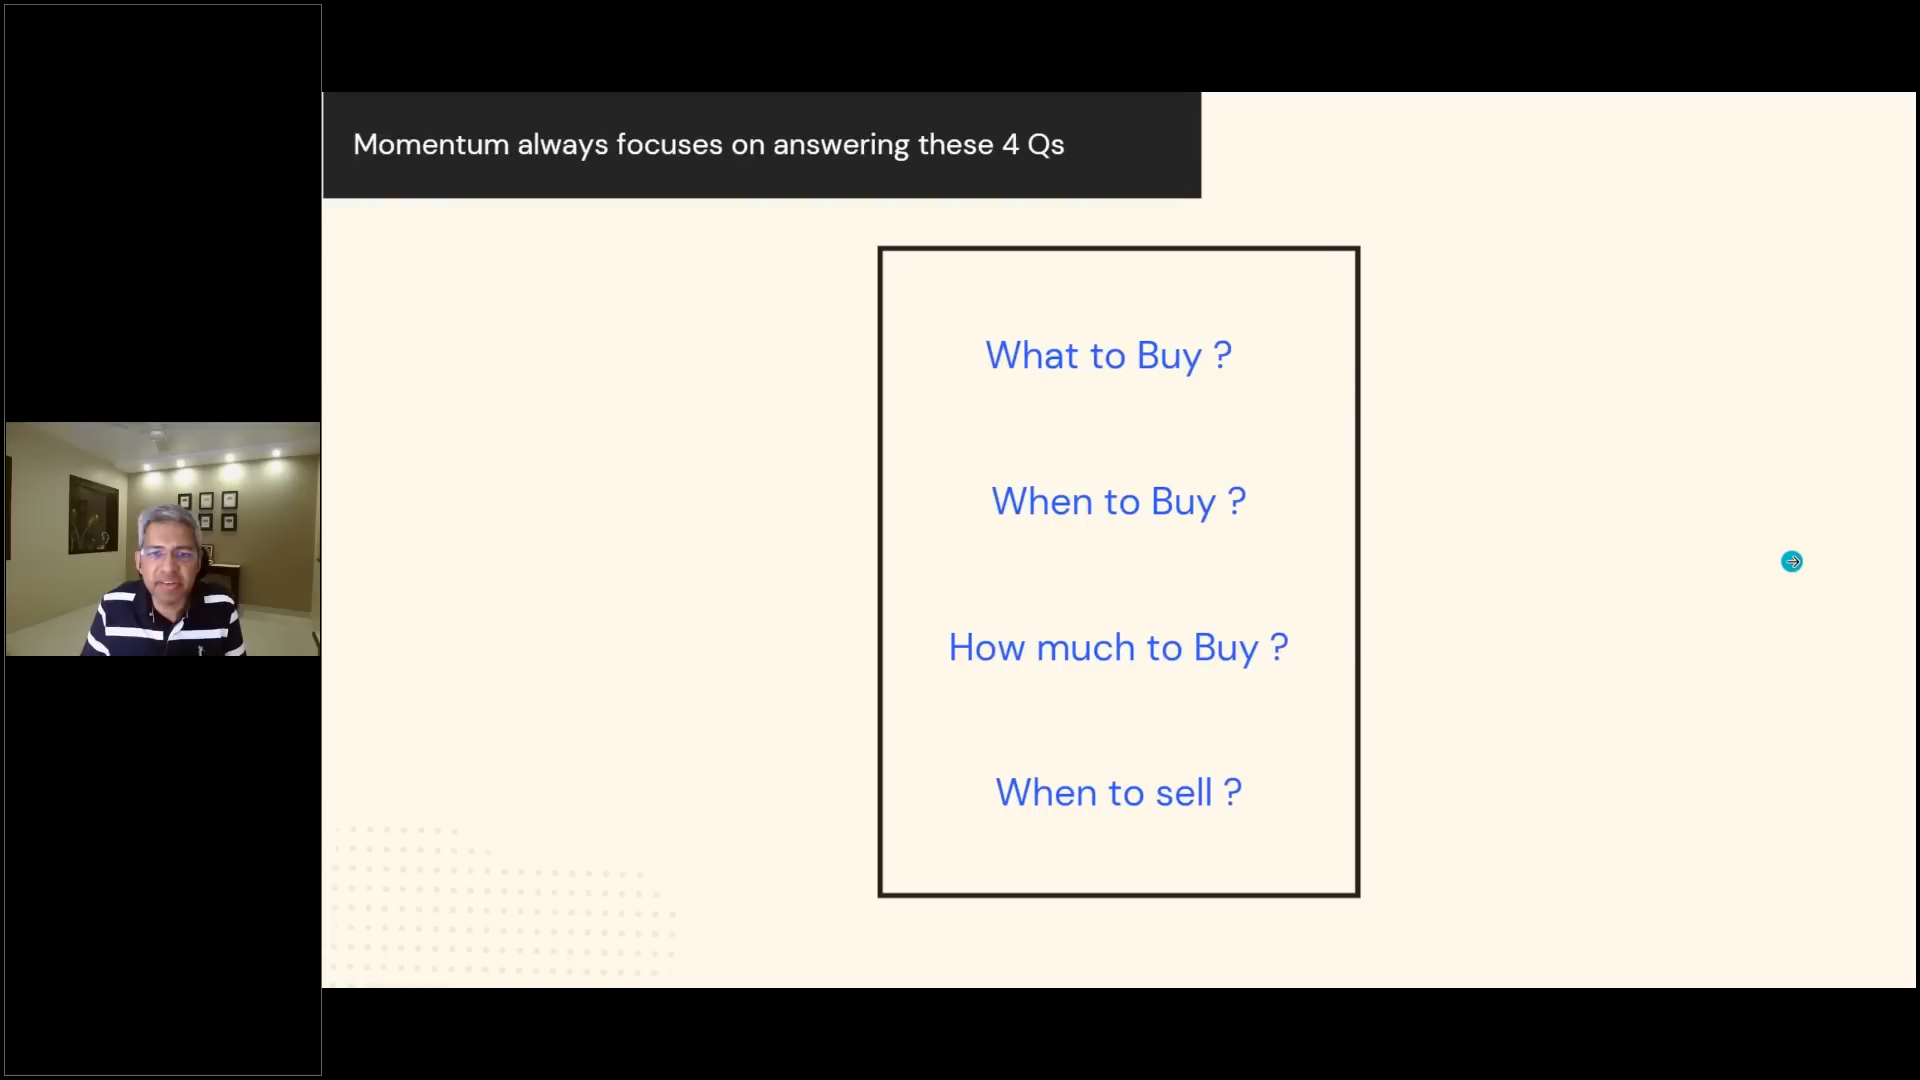 Momentum always focuses on answering these 4 Qs
What to Buy ?
When to Buy ?
How much to Buy ?
When to sell ?